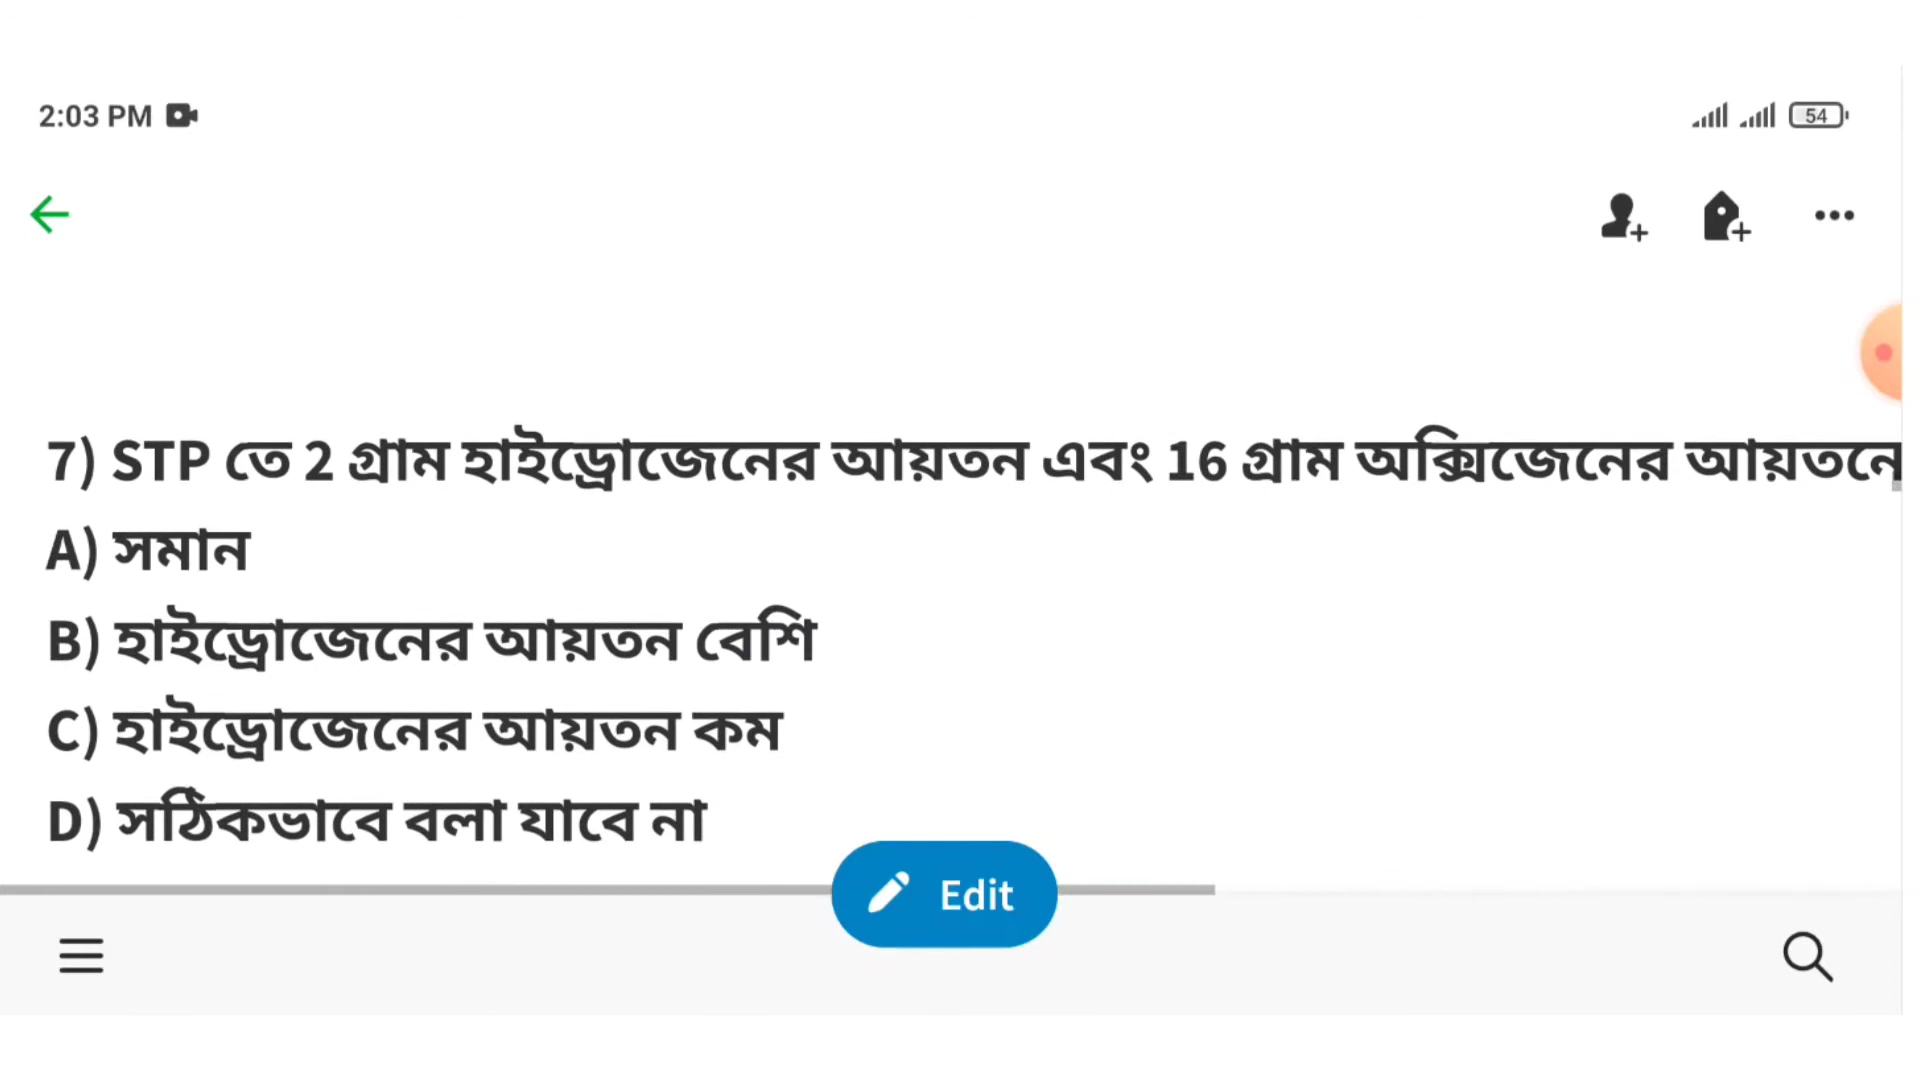 2:03 PM
54
7) STP তে 2 গ্রাম হাইড্রোজেনের আয়তন এবং 16 গ্রাম অক্সিজেনের আয়তনে
A) সমান
B) হাইড্রোজেনের আয়তন বেশি
C) হাইড্রোজেনের আয়তন কম
D) সঠিকভাবে বলা যাবে না
Edit